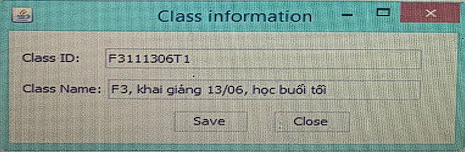 Class information
Class ID: F3111306T1
Class Name: F3, khai giảng 13/06, học buổi tối
Save Close